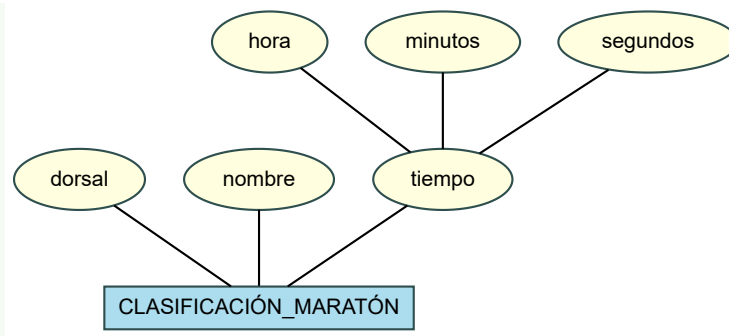 hora
minutos
segundos
dorsal
nombre
tiempo
CLASIFICACIÓN_MARATÓN